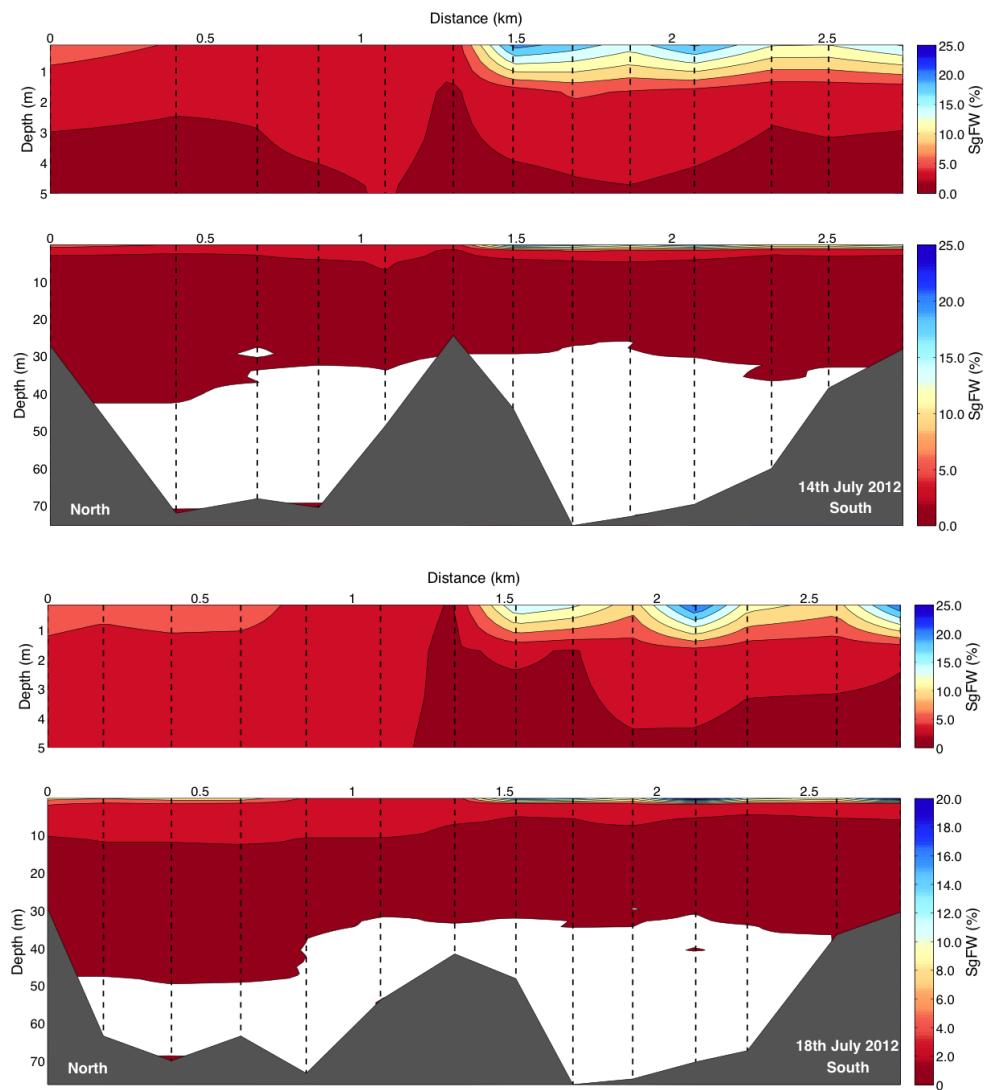 Distance (km)
0 0.5 1 1.5 2 2.5
Depth (m)
1
2
3
4
5
25.0
20.0
15.0
10.0
5.0
0.0
SgFW (%)
0 0.5 1 1.5 2 2.5
Depth (m)
10
20
30
40
50
60
70
North
14th July 2012
South
25.0
20.0
15.0
10.0
5.0
0.0
SgFW (%)
Distance (km)
0 0.5 1 1.5 2 2.5
Depth (m)
1
2
3
4
5
25.0
20.0
15.0
10.0
5.0
0
SgFW (%)
0 0.5 1 1.5 2 2.5
Depth (m)
10
20
30
40
50
60
70
North
18th July 2012
South
20.0
18.0
16.0
14.0
12.0
10.0
8.0
6.0
4.0
2.0
0
SgFW (%)